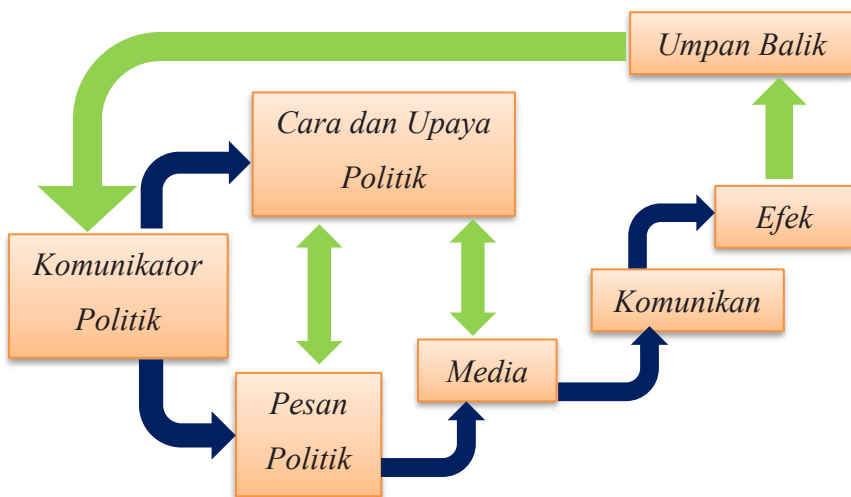 Umpan Balik
Cara dan Upaya
Politik
Efek
Komunikator
Politik
Komunikan
Media
Pesan
Politik